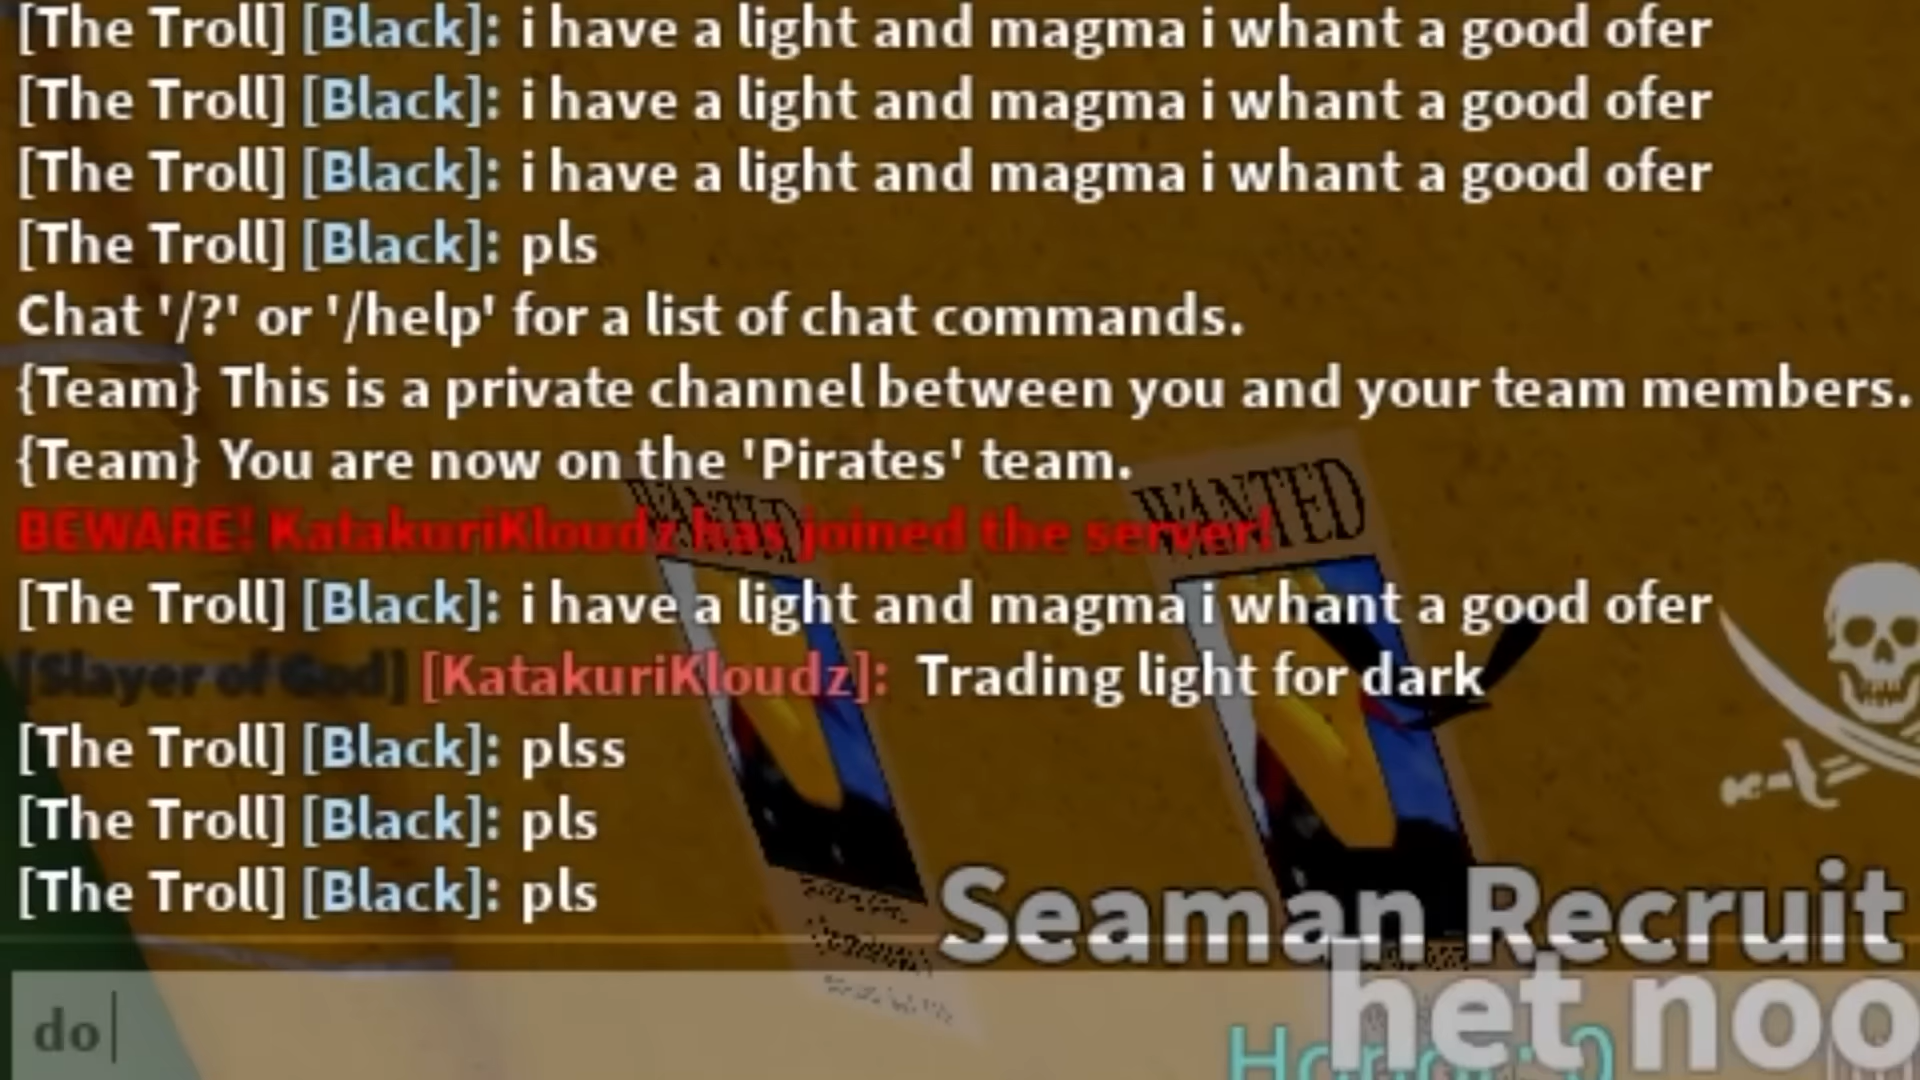 [The Troll] [Black]: i have a light and magma i whant a good ofer
[The Troll] [Black]: i have a light and magma i whant a good ofer
[The Troll] [Black]: i have a light and magma i whant a good ofer
[The Troll] [Black]: pls
Chat '/?' or '/help' for a list of chat commands.
{Team} This is a private channel between you and your team members.
{Team} You are now on the 'Pirates' team.
WANTED
WANTED
BEWARE! KatakuriKloudz has joined the server!
[The Troll] [Black]: i have a light and magma i whant a good ofer
[Slayer of God] [KatakuriKloudz]: Trading light for dark
[The Troll] [Black]: plss
[The Troll] [Black]: pls
[The Troll] [Black]: pls
Seaman Recruit
het noo
do